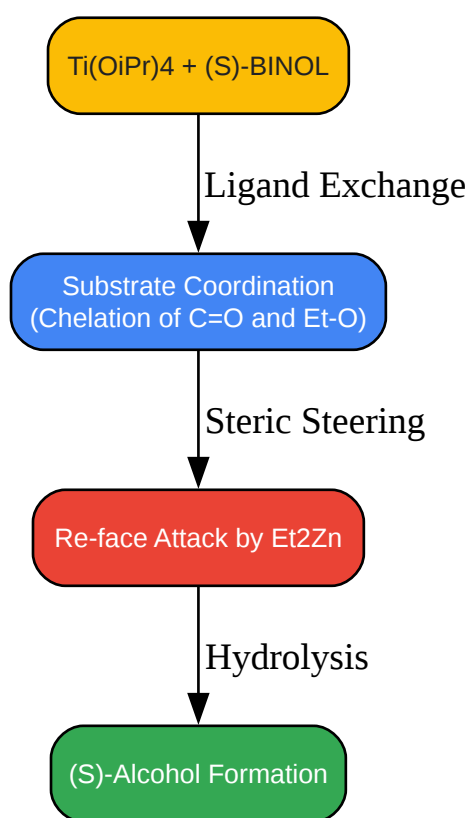 Ti(OiPr)4 + (S)-BINOL
Ligand Exchange
Substrate Coordination
(Chelation of C=O and Et-O)
Steric Steering
Re-face Attack by Et2Zn
Hydrolysis
(S)-Alcohol Formation